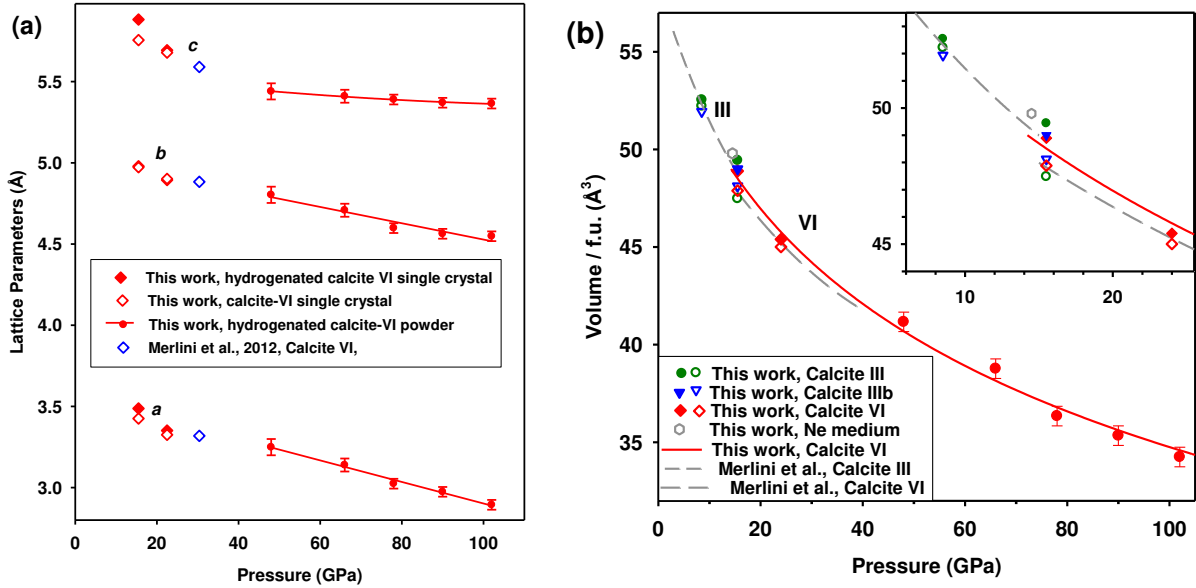 (a)
Lattice Parameters (Å)
5.5
5.0
4.5
4.0
3.5
3.0
c
b
a
This work, hydrogenated calcite VI single crystal
This work, calcite-VI single crystal
This work, hydrogenated calcite-VI powder
Merlini et al., 2012, Calcite VI,
0 20 40 60 80 100
Pressure (GPa)
(b)
Volume / f.u. (Å3)
55
50
45
40
35
III
VI
50
45
10 20
This work, Calcite III
This work, Calcite IIIb
This work, Calcite VI
This work, Ne medium
This work, Calcite VI
Merlini et al., Calcite III
Merlini et al., Calcite VI
0 20 40 60 80 100
Pressure (GPa)